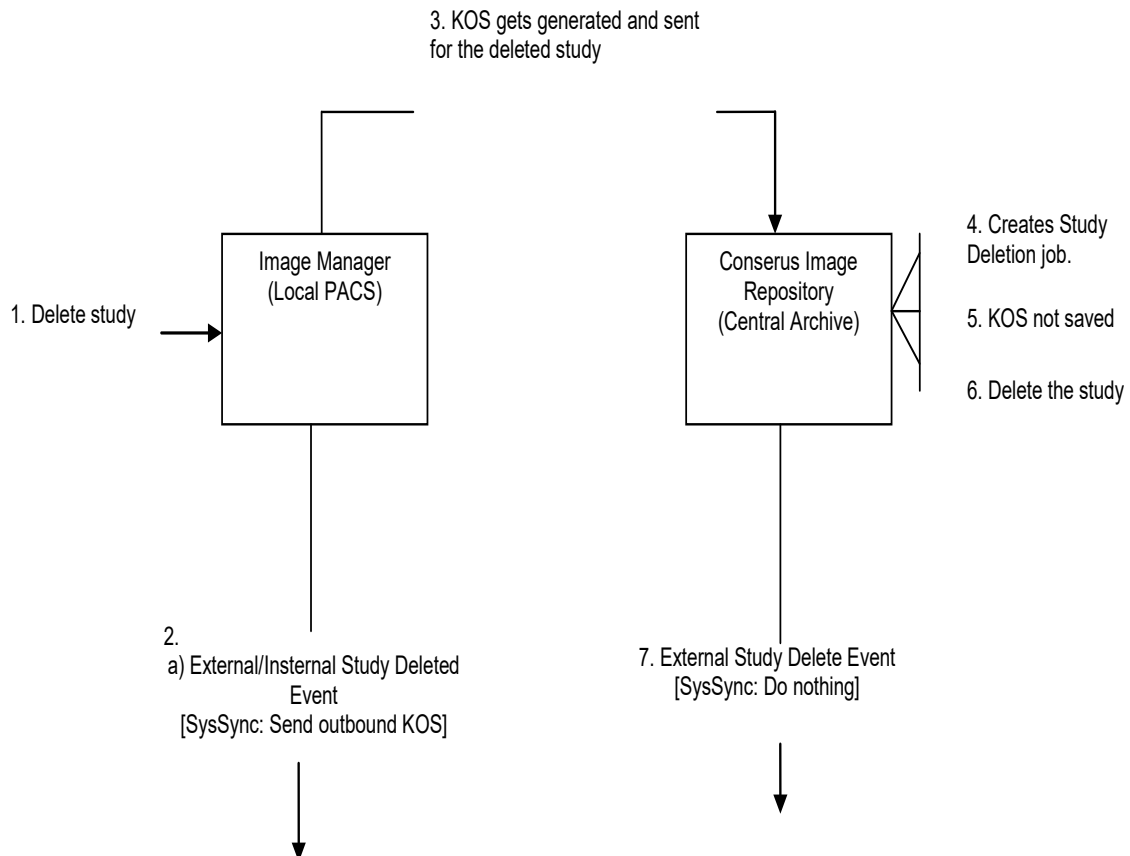 3. KOS gets generated and sent
for the deleted study
Image Manager
(Local PACS)
Conserus Image
Repository
(Central Archive)
4. Creates Study
Deletion job.
1. Delete study
5. KOS not saved
6. Delete the study
2.
a) External/Insternal Study Deleted
Event
[SysSync: Send outbound KOS]
7. External Study Delete Event
[SysSync: Do nothing]